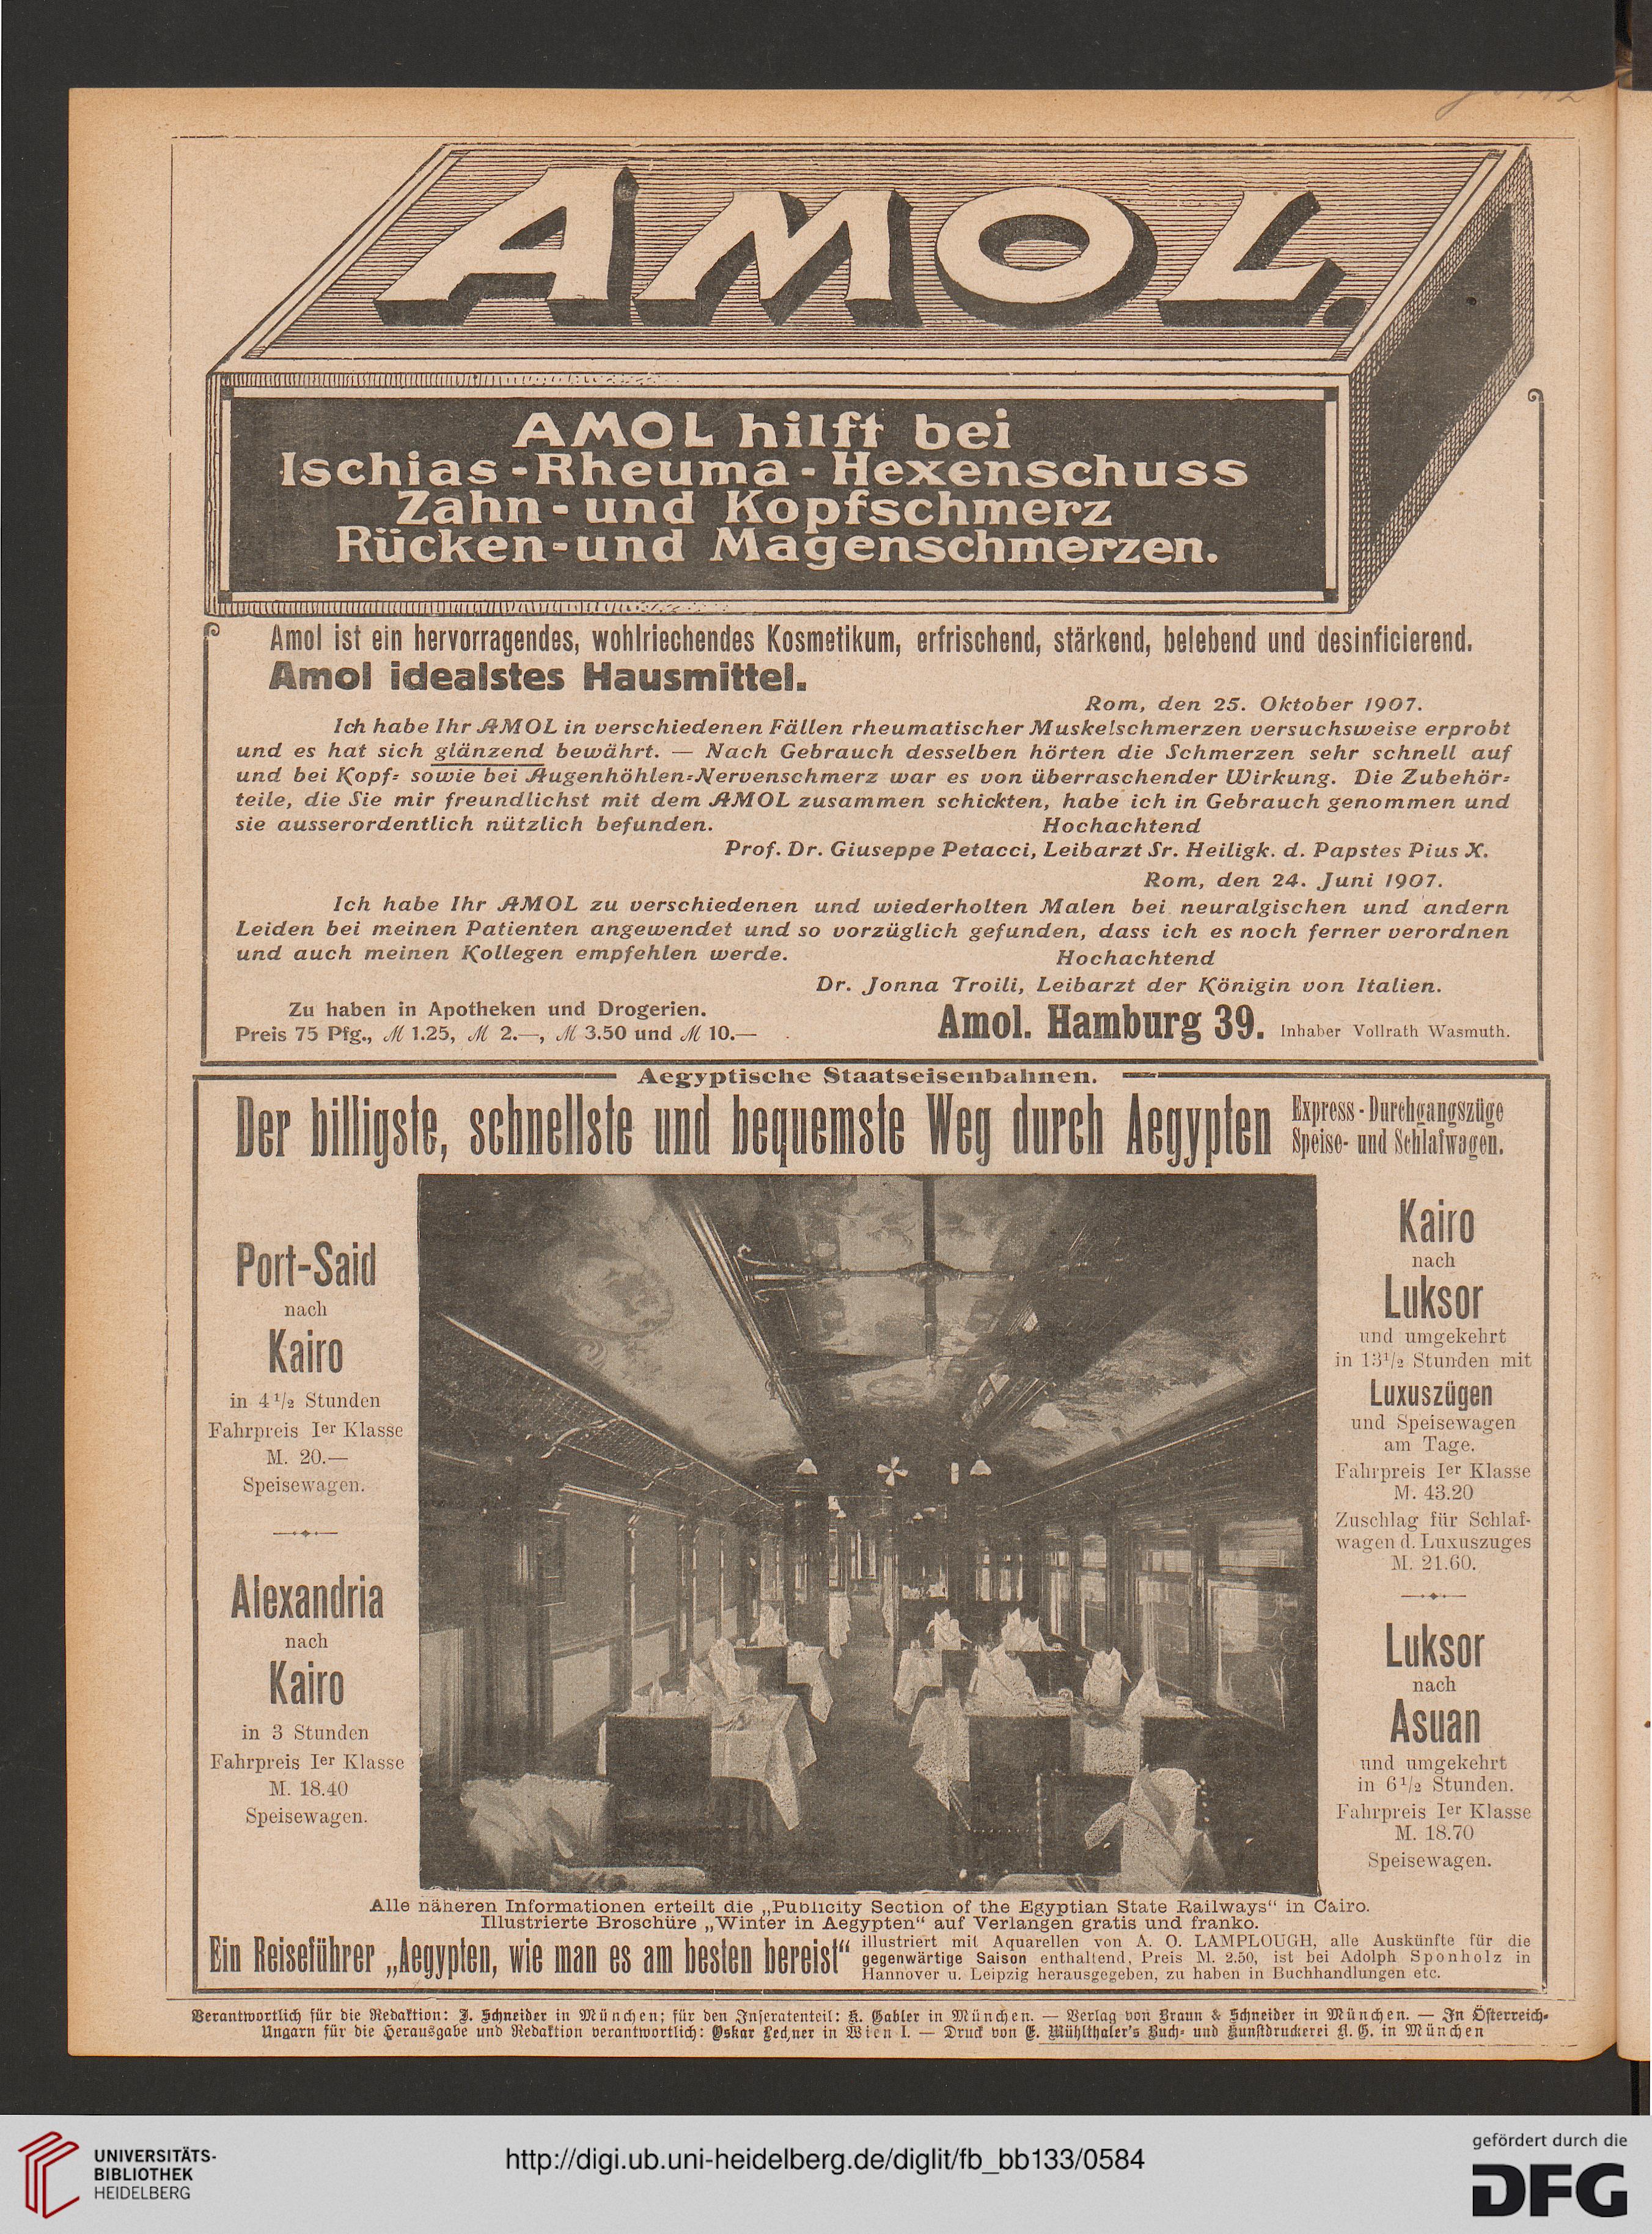 AMOL.
AMOL hilft bei
Ischias-Rheuma-Hexenschuss
Zahn-und Kopfschmerz
Rücken-und Magenschmerzen.
Amol ist ein hervorragendes, wohlriechendes Kosmetikum, erfrischend, stärkend, belebend und desinficierend.
Amol idealstes Hausmittel.
Rom, den 25. Oktober 1907.
Ich habe Ihr AMOL in verschiedenen Fällen rheumatischer Muskelschmerzen versuchsweise erprobt
und es hat sich glänzend bewährt. — Nach Gebrauch desselben hörten die Schmerzen sehr schnell auf
und bei Kopf- sowie bei Augenhöhlen-Nervenschmerz war es von überraschender Wirkung. Die Zubehör-
teile, die Sie mir freundlichst mit dem AMOL zusammen schickten, habe ich in Gebrauch genommen und
sie ausserordentlich nützlich befunden. Hochachtend
Prof. Dr. Giuseppe Petacci, Leibarzt Sr. Heiligk. d. Papstes Pius X.
Rom, den 24. Juni 1907.
Ich habe Ihr AMOL zu verschiedenen und wiederholten Malen bei neuralgischen und andern
Leiden bei meinen Patienten angewendet und so vorzüglich gefunden, dass ich es noch ferner verordnen
und auch meinen Kollegen empfehlen werde. Hochachtend
Dr. Jonna Troili, Leibarzt der Königin von Italien.
Zu haben in Apotheken und Drogerien.
Preis 75 Pfg., M 1.25, M 2.—, M 3.50 und M 10.—
Amol. Hamburg 39. Inhaber Vollrath Wasmuth.
Aegyptische Staatseisenbahnen.
Der billigste, schnellste und bequemste Weg durch Aegypten
Express-Durchgangszüge
Speise- und Schlafwagen.
Port-Said
nach
Kairo
in 4 1/2 Stunden
Fahrpreis Ier Klasse
M. 20.—
Speisewagen.
Alexandria
nach
Kairo
in 3 Stunden
Fahrpreis Ier Klasse
M. 18.40
Speisewagen.
Kairo
nach
Luksor
und umgekehrt
in 13 1/2 Stunden mit
Luxuszügen
und Speisewagen
am Tage.
Fahrpreis Ier Klasse
M. 43.20
Zuschlag für Schlaf-
wagen d. Luxuszuges
M. 21.60.
Luksor
nach
Asuan
und umgekehrt
in 6 1/2 Stunden.
Fahrpreis Ier Klasse
M. 18.70
Speisewagen.
Alle näheren Informationen erteilt die „Publicity Section of the Egyptian State Railways“ in Cairo.
Illustrierte Broschüre „Winter in Aegypten“ auf Verlangen gratis und franko.
Ein Reiseführer „Aegypten, wie man es am besten bereist“
illustriert mit Aquarellen von A. O. LAMPLOUGH, alle Auskünfte für die
gegenwärtige Saison enthaltend, Preis M. 2.50, ist bei Adolph Sponholz in
Hannover u. Leipzig herausgegeben, zu haben in Buchhandlungen etc.
Verantwortlich für die Redaktion: J. Schneider in München; für den Inseratenteil: K. Gabler in München. — Verlag von Braun & Schneider in München. — In Österreich-
Ungarn für die Herausgabe und Redaktion verantwortlich: Oskar Lechner in Wien I. — Druck von E. Mühlthaler's Buch- und Kunstdruckerei A. G. in München
UNIVERSITÄTS-
BIBLIOTHEK
HEIDELBERG
http://digi.ub.uni-heidelberg.de/diglit/fb_bb133/0584
gefördert durch die
DFG